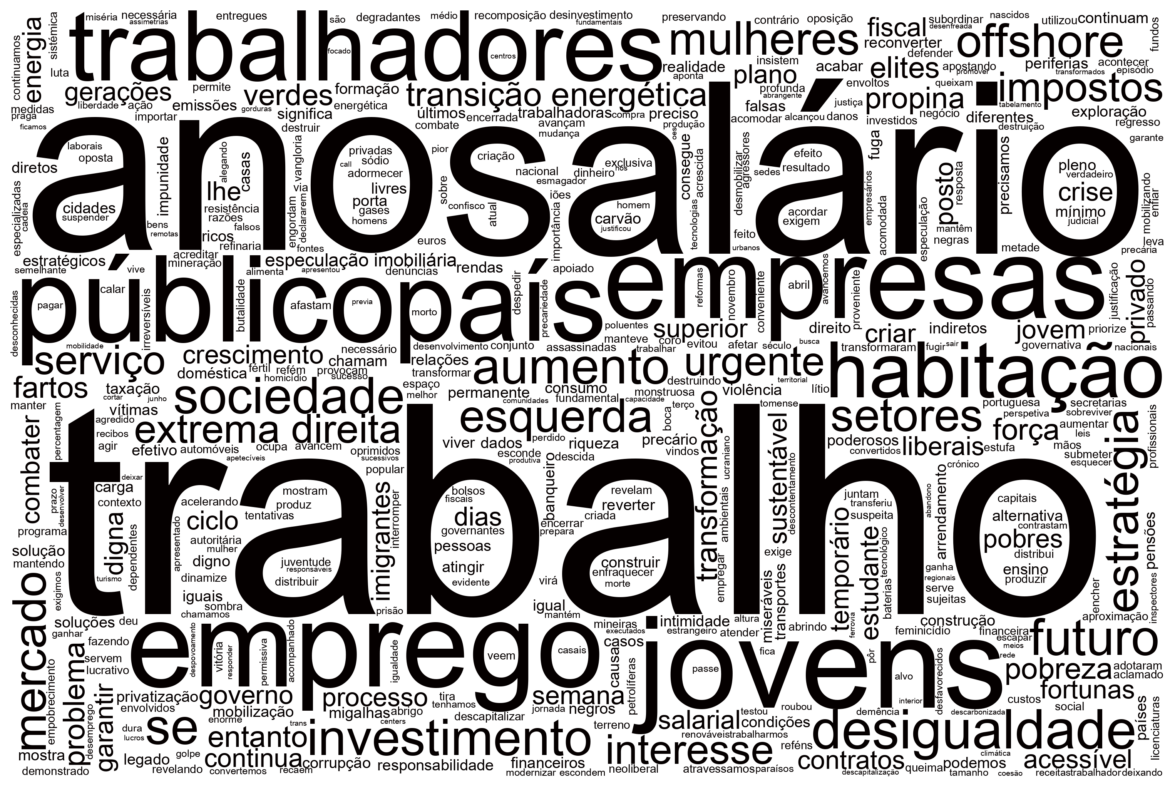 trabalhadores
mulheres
offshore
elites
impostos
gerações
verdes
transição energética
plano
propina
energia
fiscal
ano
salário
público
país
empresas
privado
serviço
crescimento
aumento
urgente
habitação
fartos
sociedade
extrema direita
esquerda
setores
força
liberais
estratégia
combater
trabalho
digna
ciclo
imigrantes
dias
transformação
sustentável
temporário
estudante
pobres
mercado
emprego
jovens
futuro
pobreza
fortunas
problema
garantir
se
governo
processo
semana
salarial
desigualdade
entanto
continua
investimento
interesse
contratos
acessível
miséria
necessária
entregues
são
degradantes
médio
recomposição
desinvestimento
fundamentais
preservando
contrário
oposição
subordinar
nascidos
utilizou
continuam
fundos
assimetrias
sistémica
continuamos
luta
focado
centros
realidade
insistem
acabar
reconverter
defender
periferias
acontecer
episódio
desenfreada
apostando
promover
transformados
envoltos
queixam
medidas
liberdade
ação
permite
formação
energética
aponta
profunda
abrangente
praga
ficamos
importar
emissões
gorduras
significa
últimos
trabalhadoras
compra
preciso
falsas
justiça
acomodar
alcançou
danos
investidos
negócio
diferentes
exploração
destruição
regresso
tabelamento
garante
combate
encerrada
avançam
mudança
produção
destruir
diretos
laborais
oposta
impunidade
alegando
casas
vangloria
privadas
sódio
call
adormecer
pior
criação
exclusiva
nos
consegue
acrescida
desmobilizar
agressores
efeito
resultado
sedes
fuga
precisamos
pleno
verdadeiro
crise
mínimo
judicial
mobilizando
enfiar
especializadas
cadeia
cidades
suspender
lhe
resistência
razões
via
porta
livres
gases
homens
sobre
nacional
dinheiro
esmagador
iões
homem
carvão
justificou
tecnologias
acordar
exigem
feito
empresários
acomodada
especulação
posto
resposta
mantêm
negras
urbanos
leva
precária
bens
remotas
falsos
refinaria
ricos
engordam
declararem
fontes
confisco
atual
euros
importância
metade
passando
estratégicos
semelhante
acreditar
mineração
especulação imobiliária
alimenta
apresentou
denúncias
rendas
apoiado
despedir
precariedade
reformas
novembro
conveniente
proveniente
abril
avancemos
justificação
desconhecidas
pagar
vive
calar
irreversíveis
butalidade
afastam
previa
morto
poluentes
superior
direito
criar
indiretos
jovem
priorize
governativa
mobilidade
fértil
refém
necessário
chamam
desenvolvimento
conjunto
assassinadas
manteve
coro
evitou
afetar
século
busca
transformaram
fugir
sair
nacionais
doméstica
homicídio
provocam
sucesso
relações
transformar
trabalhar
destruindo
taxação
cortar
junho
espaço
melhor
permanente
consumo
fundamental
monstruosa
violência
territorial
lítio
manter
vítimas
comunidades
capacidade
boca
terço
tomense
portuguesa
perspetiva
secretarias
sobreviver
percentagem
agredido
recibos
agir
efetivo
automóveis
apetecíveis
ocupa
avancem
oprimidos
sucessivos
viver
dados
esconde
produtiva
perdido
riqueza
descida
precário
vindos
ucraniano
ambientais
descontentamento
poderosos
convertidos
estufa
aumentar
leis
mãos
submeter
esquecer
profissionais
crónico
prazo
desenvolver
carga
contexto
deixar
acelerando
tentativas
mostram
produz
popular
interromper
bolsos
fiscais
governantes
banqueiro
revelam
reverter
criada
juntam
transferiu
suspeita
abandono
arrendamento
capitais
alternativa
contrastam
distribui
pensões
programa
solução
mantendo
turismo
dependentes
apresentado
autoritária
mulher
digno
dinamize
juventude
responsáveis
distribuir
pessoas
atingir
evidente
encerrar
prepara
construir
enfraquecer
morte
empregar
exige
miseráveis
transportes
baterias
tecnológico
ganha
regionais
serve
sujeitas
ensino
produzir
inspectores
preencher
exigimos
soluções
deu
iguais
sombra
chamamos
prisão
virá
igual
mantém
mineiras
executados
intimidade
estrangeiro
altura
atender
abrindo
fica
ferrovia
pôr
feminicídio
construção
financeira
escapar
meios
rede
aproximação
ganhar
fazendo
servem
lucrativo
desemprego
empobrecimento
despovoamento
vitória
responder
permissiva
acompanhado
igualdade
veem
casais
casos
causa
petrolíferas
passe
alvo
interior
desfavorecidos
adotaram
aclamado
privatização
envolvidos
mobilização
enorme
trans
migalhas
abrigo
centers
tira
tenhamos
jornada
negros
descapitalizar
terreno
testou
roubou
condições
demência
descarbonizada
custos
social
países
licenciaturas
dura
lucros
golpe
mostra
demonstrado
legado
revelando
convertemos
recaem
corrupção
responsabilidade
financeiros
modernizar
escondem
neoliberal
atravessamos
paraísos
renováveis
trabalharmos
reféns
descapitalização
queimar
tamanho
podemos
climática
coesão
receitas
trabalhador
deixando